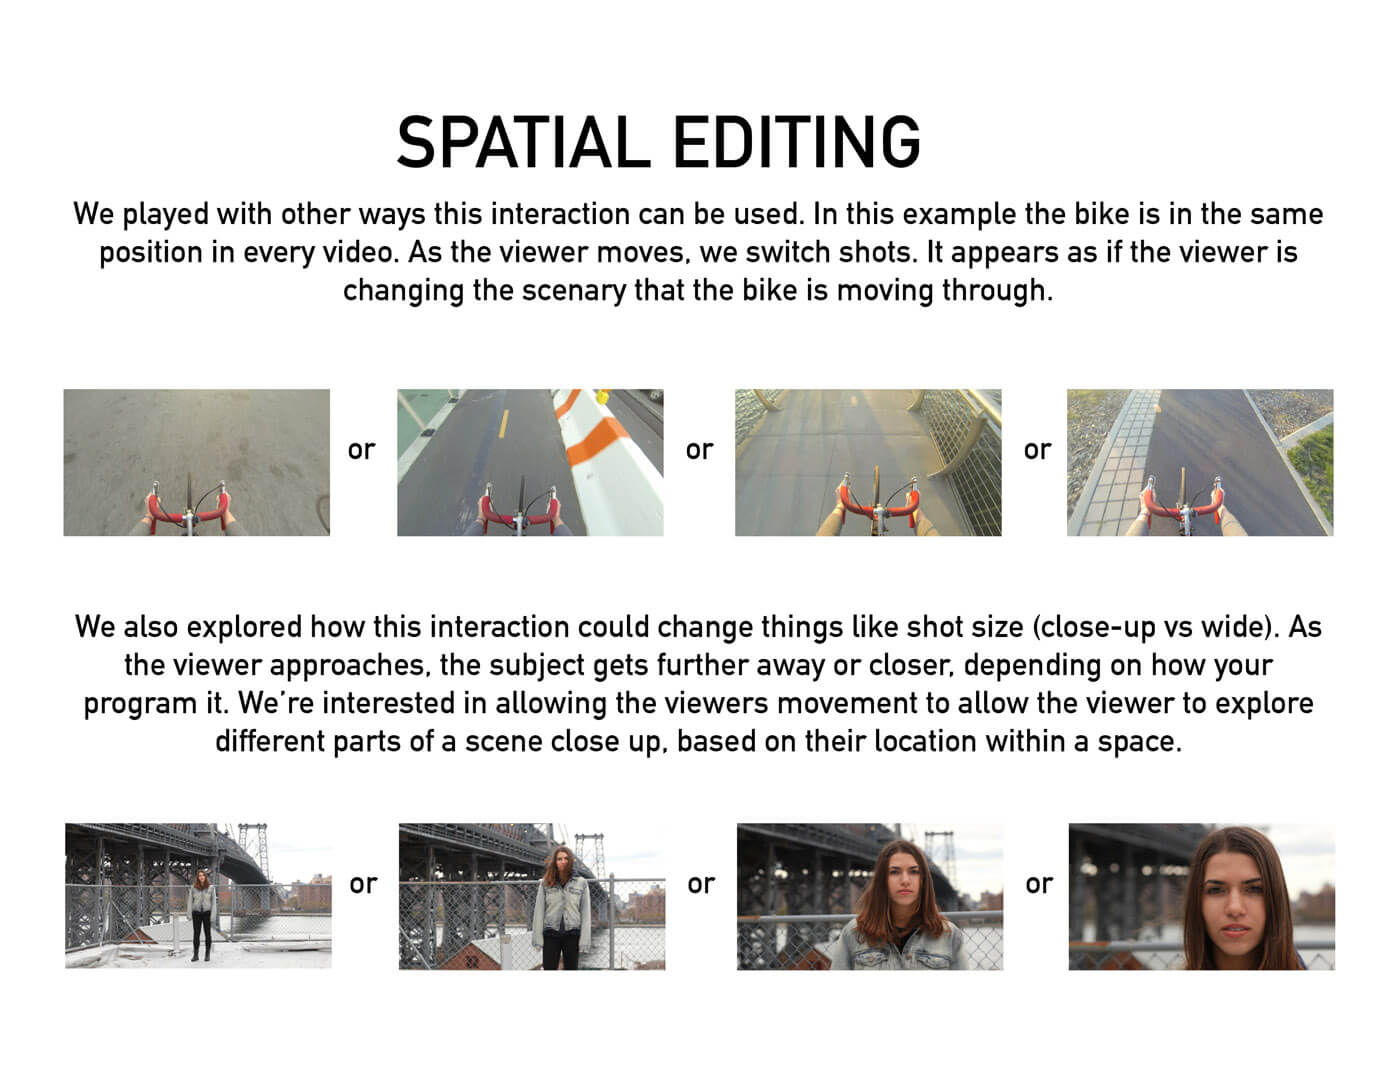 SPATIAL EDITING
We played with other ways this interaction can be used. In this example the bike is in the same
position in every video. As the viewer moves, we switch shots. It appears as if the viewer is
changing the scenary that the bike is moving through.
or or or
We also explored how this interaction could change things like shot size (close-up vs wide). As
the viewer approaches, the subject gets further away or closer, depending on how your
program it. We're interested in allowing the viewers movement to allow the viewer to explore
different parts of a scene close up, based on their location within a space.
or or or